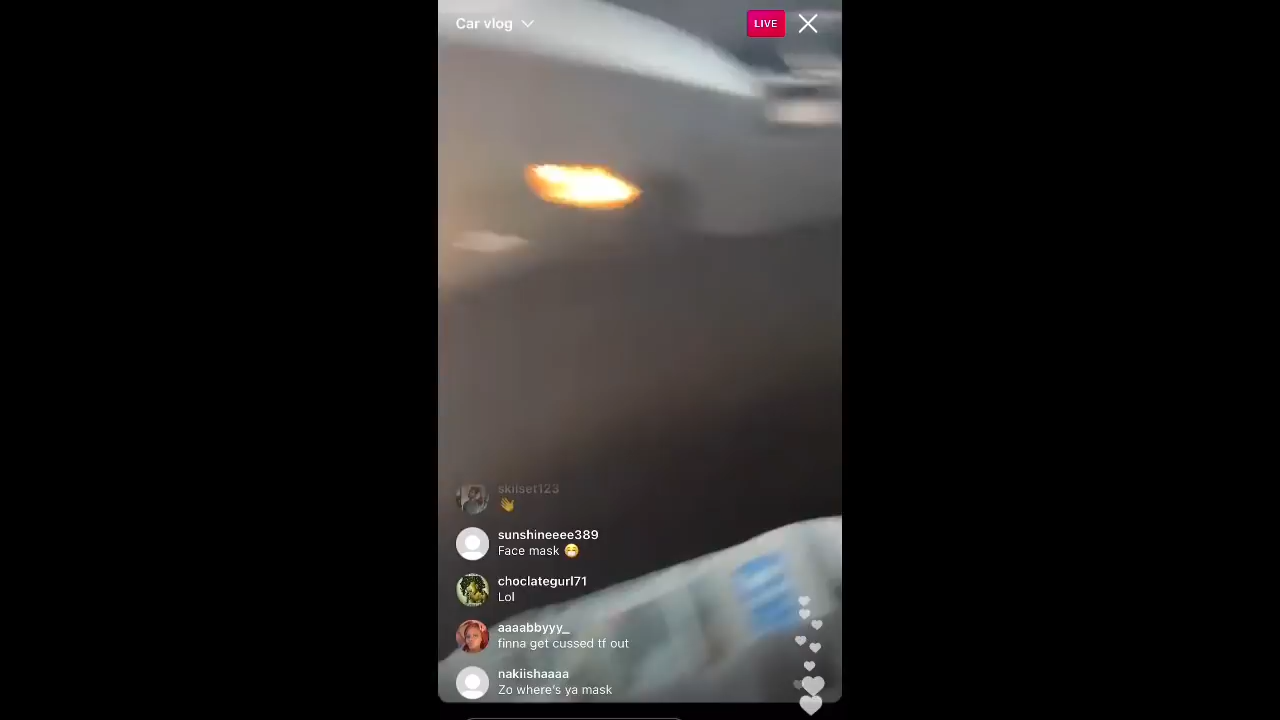 Car vlog
LIVE
skilset123
👋
sunshineeee389
Face mask 😷
choclategurl71
Lol
aaaabbyyy_
finna get cussed tf out
nakiishaaaa
Zo where's ya mask